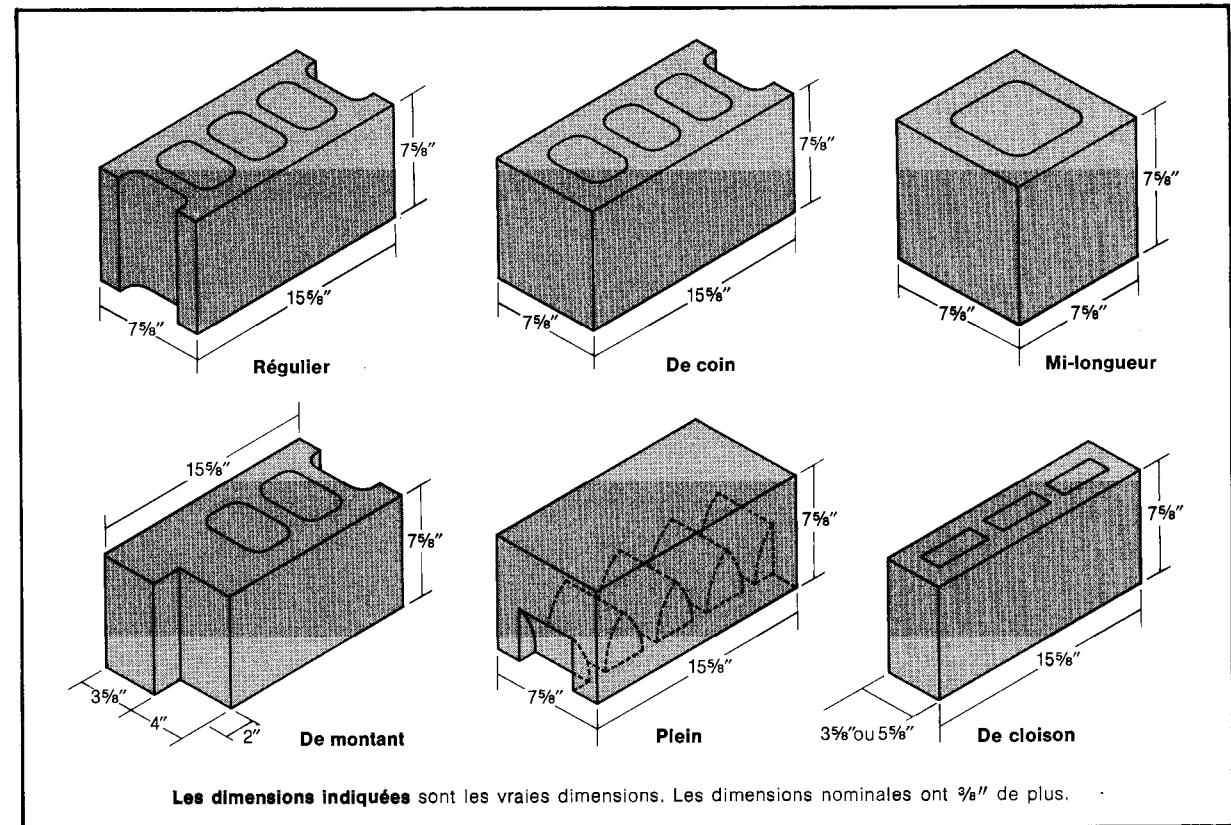 7⅝"
15⅝"
7⅝"
Régulier
7⅝"
15⅝"
7⅝"
De coin
7⅝"
7⅝"
7⅝"
Mi-longueur
15⅝"
7⅝"
3⅝"
4"
2"
De montant
7⅝"
15⅝"
7⅝"
Plein
7⅝"
15⅝"
3⅝"ou 5⅝"
De cloison
Les dimensions indiquées sont les vraies dimensions. Les dimensions nominales ont ⅜" de plus.